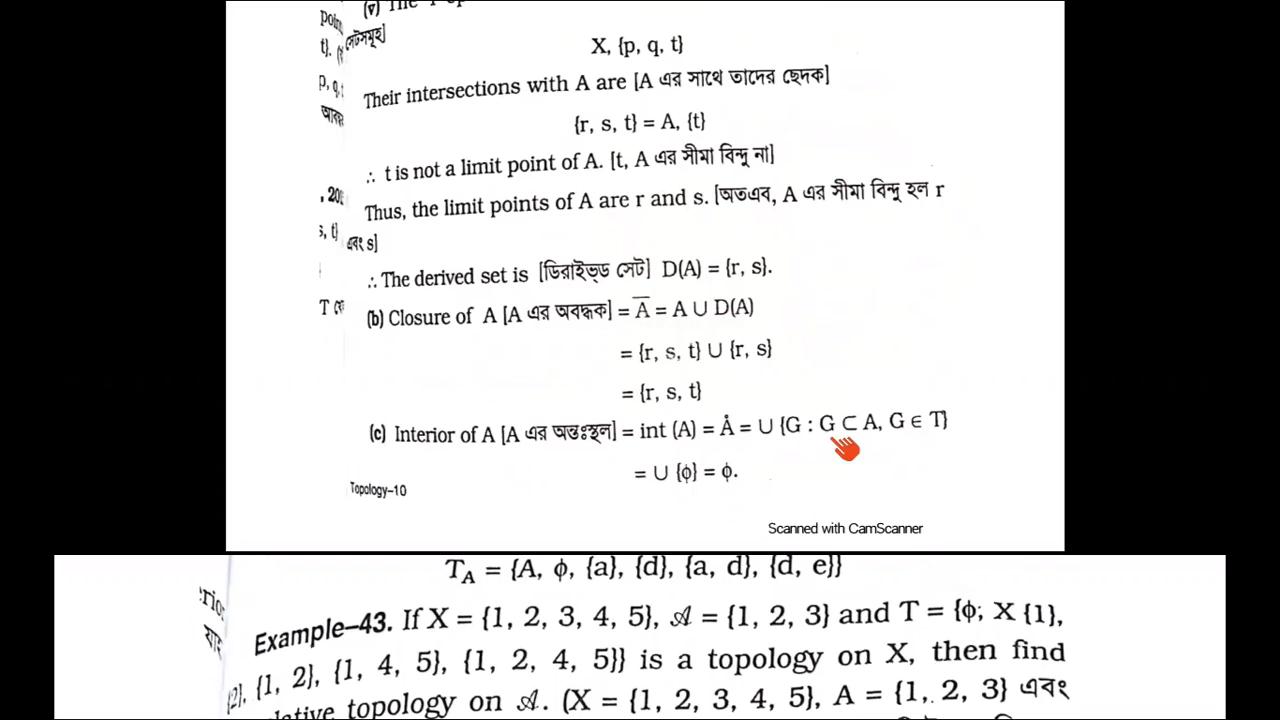 (v) The
X, {p, q, t}
Their intersections with A are [A এর সাথে তাদের ছেদক]
{r, s, t} = A, {t}
∴ t is not a limit point of A. [t, A এর সীমা বিন্দু না]
Thus, the limit points of A are r and s. [অতএব, A এর সীমা বিন্দু হল r
এবং s]
∴ The derived set is [ডিরাইভ্ড সেট] D(A) = {r, s}.
(b) Closure of A [A এর অবদ্ধক] = A̅ = A ∪ D(A)
= {r, s, t} ∪ {r, s}
= {r, s, t}
(c) Interior of A [A এর অন্তঃস্থল] = int (A) = Å = ∪ {G : G ⊂ A, G ∈ T}
= ∪ {ϕ} = ϕ.
Topology–10
Scanned with CamScanner
T_A = {A, ϕ, {a}, {d}, {a, d}, {d, e}}
Example–43. If X = {1, 2, 3, 4, 5}, 𝒜 = {1, 2, 3} and T = {ϕ, X {1},
{2}, {1, 2}, {1, 4, 5}, {1, 2, 4, 5}} is a topology on X, then find
topology on 𝒜. (X = {1, 2, 3, 4, 5}, A = {1, 2, 3} এবং